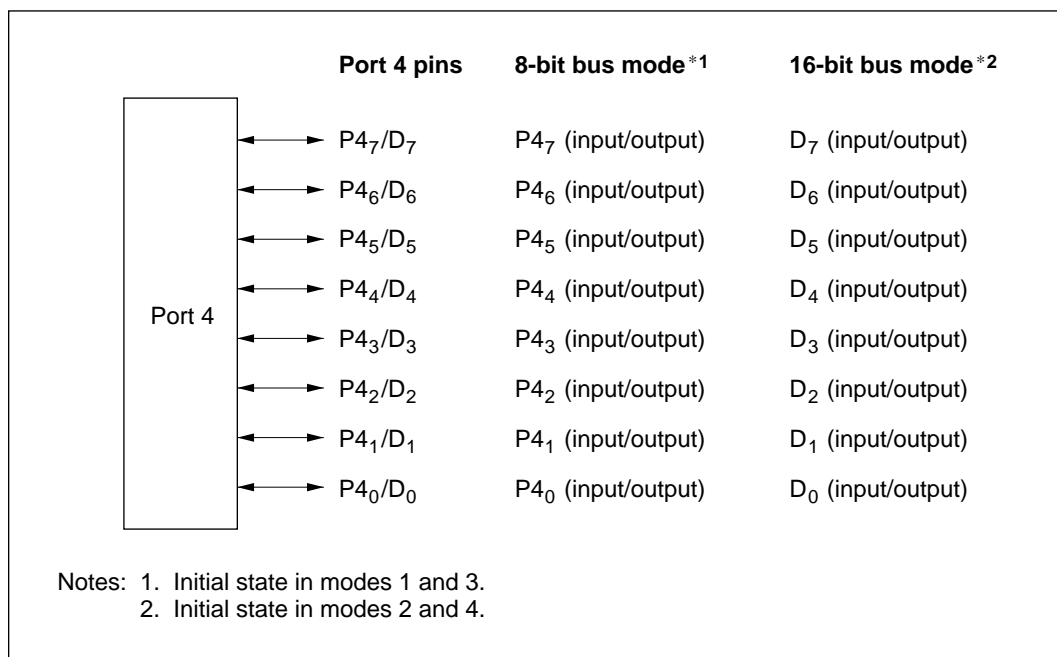 Port 4 pins 8-bit bus mode*1 16-bit bus mode*2
P4₇/D₇ P4₇ (input/output) D₇ (input/output)
P4₆/D₆ P4₆ (input/output) D₆ (input/output)
P4₅/D₅ P4₅ (input/output) D₅ (input/output)
P4₄/D₄ P4₄ (input/output) D₄ (input/output)
Port 4
P4₃/D₃ P4₃ (input/output) D₃ (input/output)
P4₂/D₂ P4₂ (input/output) D₂ (input/output)
P4₁/D₁ P4₁ (input/output) D₁ (input/output)
P4₀/D₀ P4₀ (input/output) D₀ (input/output)
Notes: 1. Initial state in modes 1 and 3.
2. Initial state in modes 2 and 4.